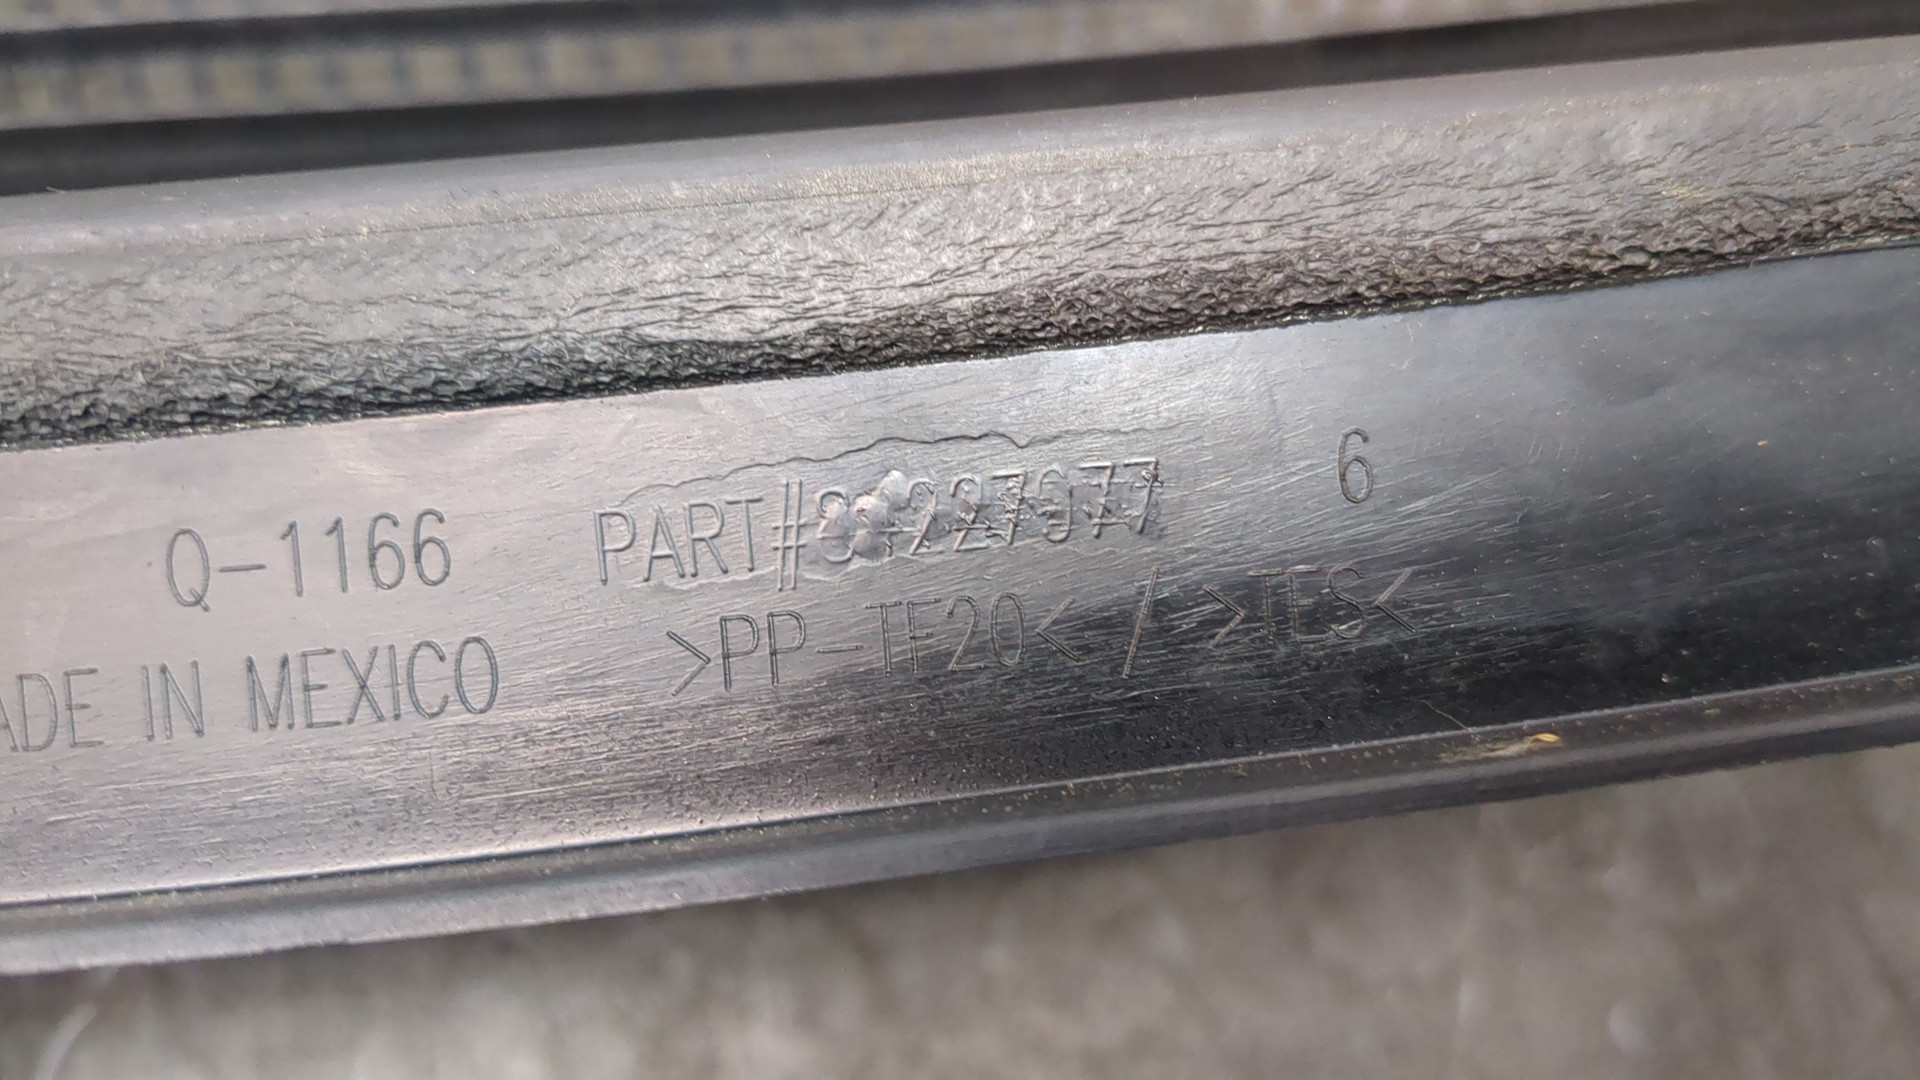 Q-1166 PART# 6
ADE IN MEXICO >PP-TF20< / >TES<